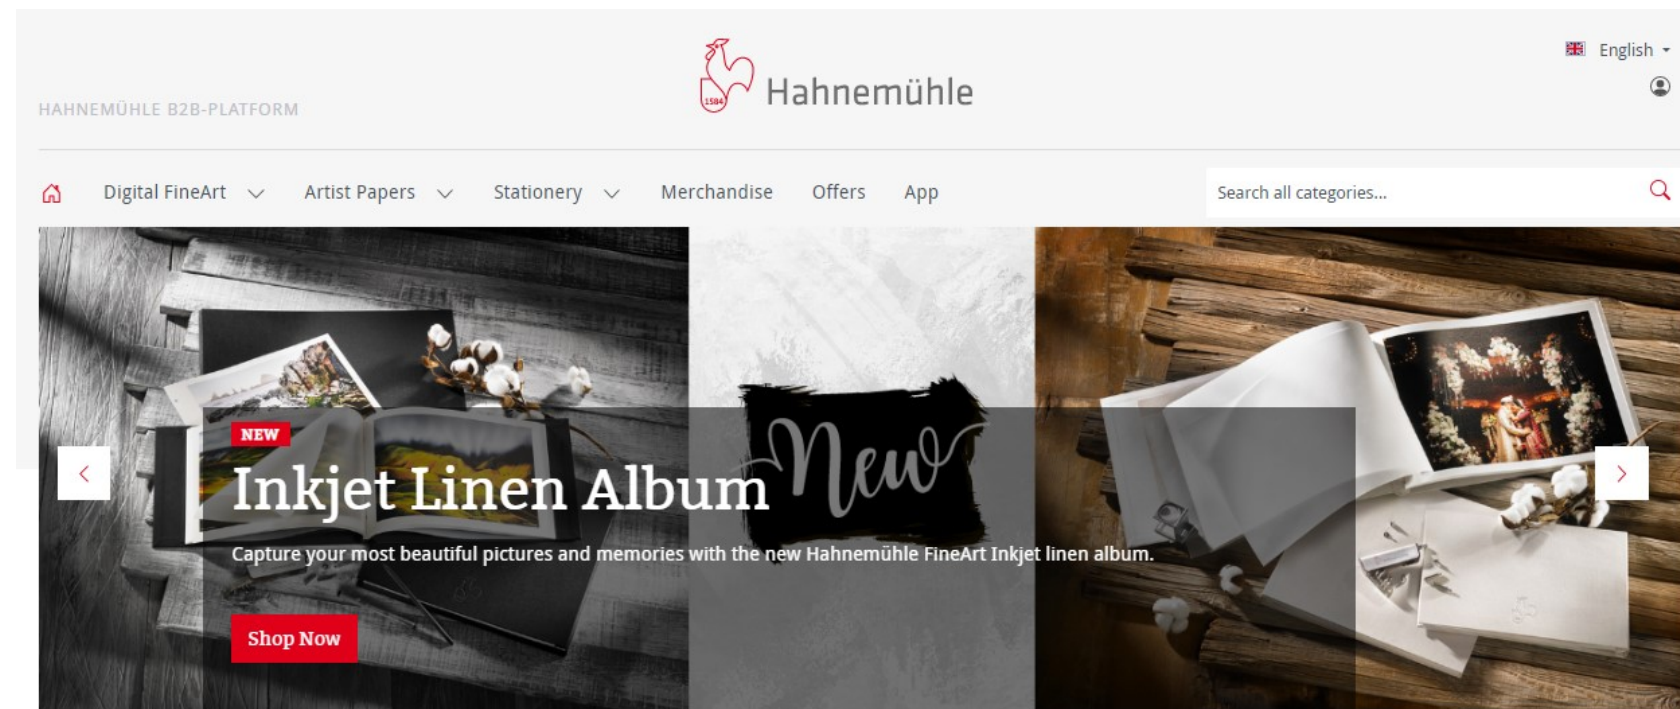 English
1584
Hahnemühle
HAHNEMÜHLE B2B-PLATFORM
Digital FineArt
Artist Papers
Stationery
Merchandise
Offers
App
Search all categories...
NEW
Inkjet Linen Album
New
Capture your most beautiful pictures and memories with the new Hahnemühle FineArt Inkjet linen album.
Shop Now